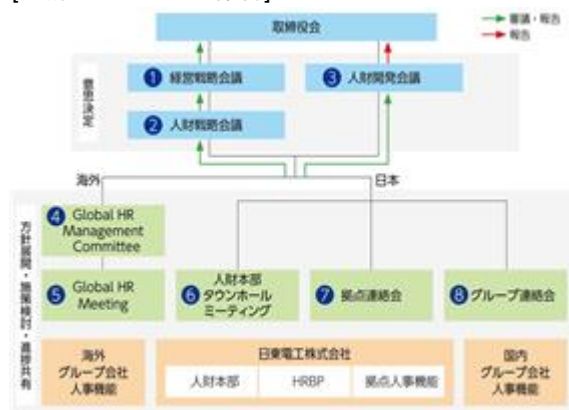 取締役会
審議・報告
報告
意思決定
1 経営戦略会議
3 人財開発会議
2 人財戦略会議
海外
日本
方針展開・施策検討・進捗共有
4 Global HR
Management
Committee
5 Global HR
Meeting
6 人財本部
タウンホール
ミーティング
7 拠点連絡会
8 グループ連絡会
海外
グループ会社
人事機能
日東電工株式会社
人財本部
HRBP
拠点人事機能
国内
グループ会社
人事機能